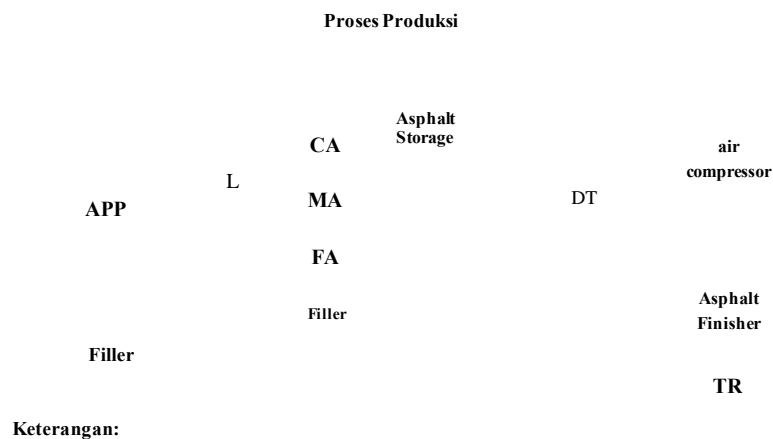 Proses Produksi
Asphalt
Storage
CA
air
compressor
L
MA
DT
APP
FA
Asphalt
Finisher
Filler
Filler
TR
Keterangan: